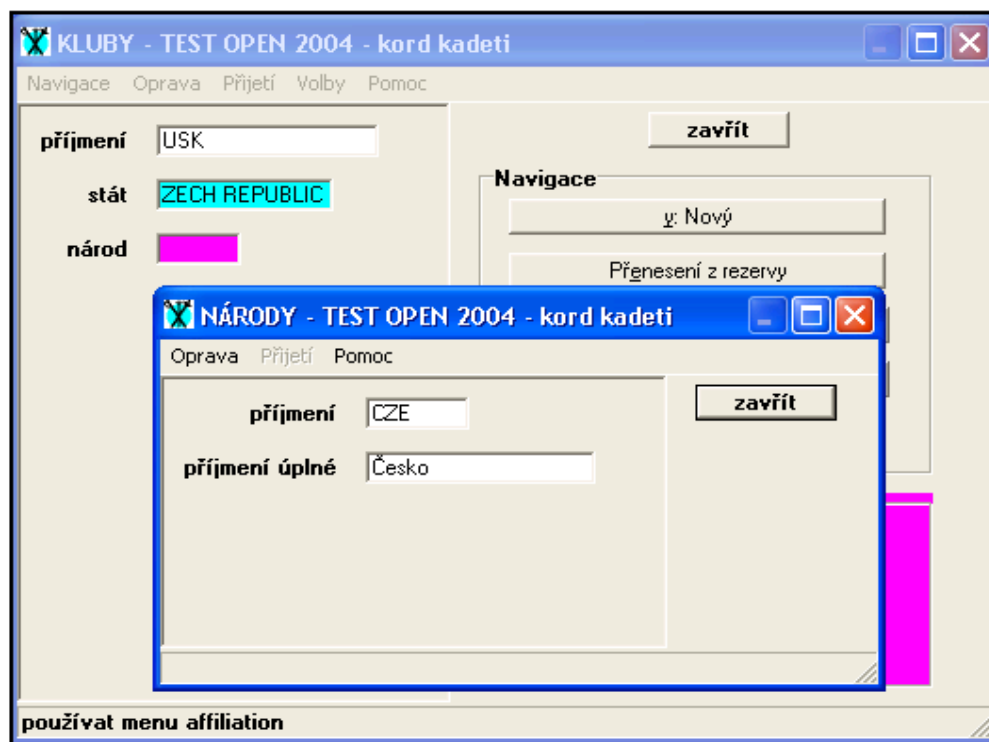 KLUBY - TEST OPEN 2004 - kord kadeti
Navigace Oprava Přijetí Volby Pomoc
příjmení USK
zavřít
stát ZECH REPUBLIC
Navigace
y: Nový
národ
Přenesení z rezervy
NÁRODY - TEST OPEN 2004 - kord kadeti
Oprava Přijetí Pomoc
příjmení CZE
zavřít
příjmení úplné Česko
používat menu affiliation